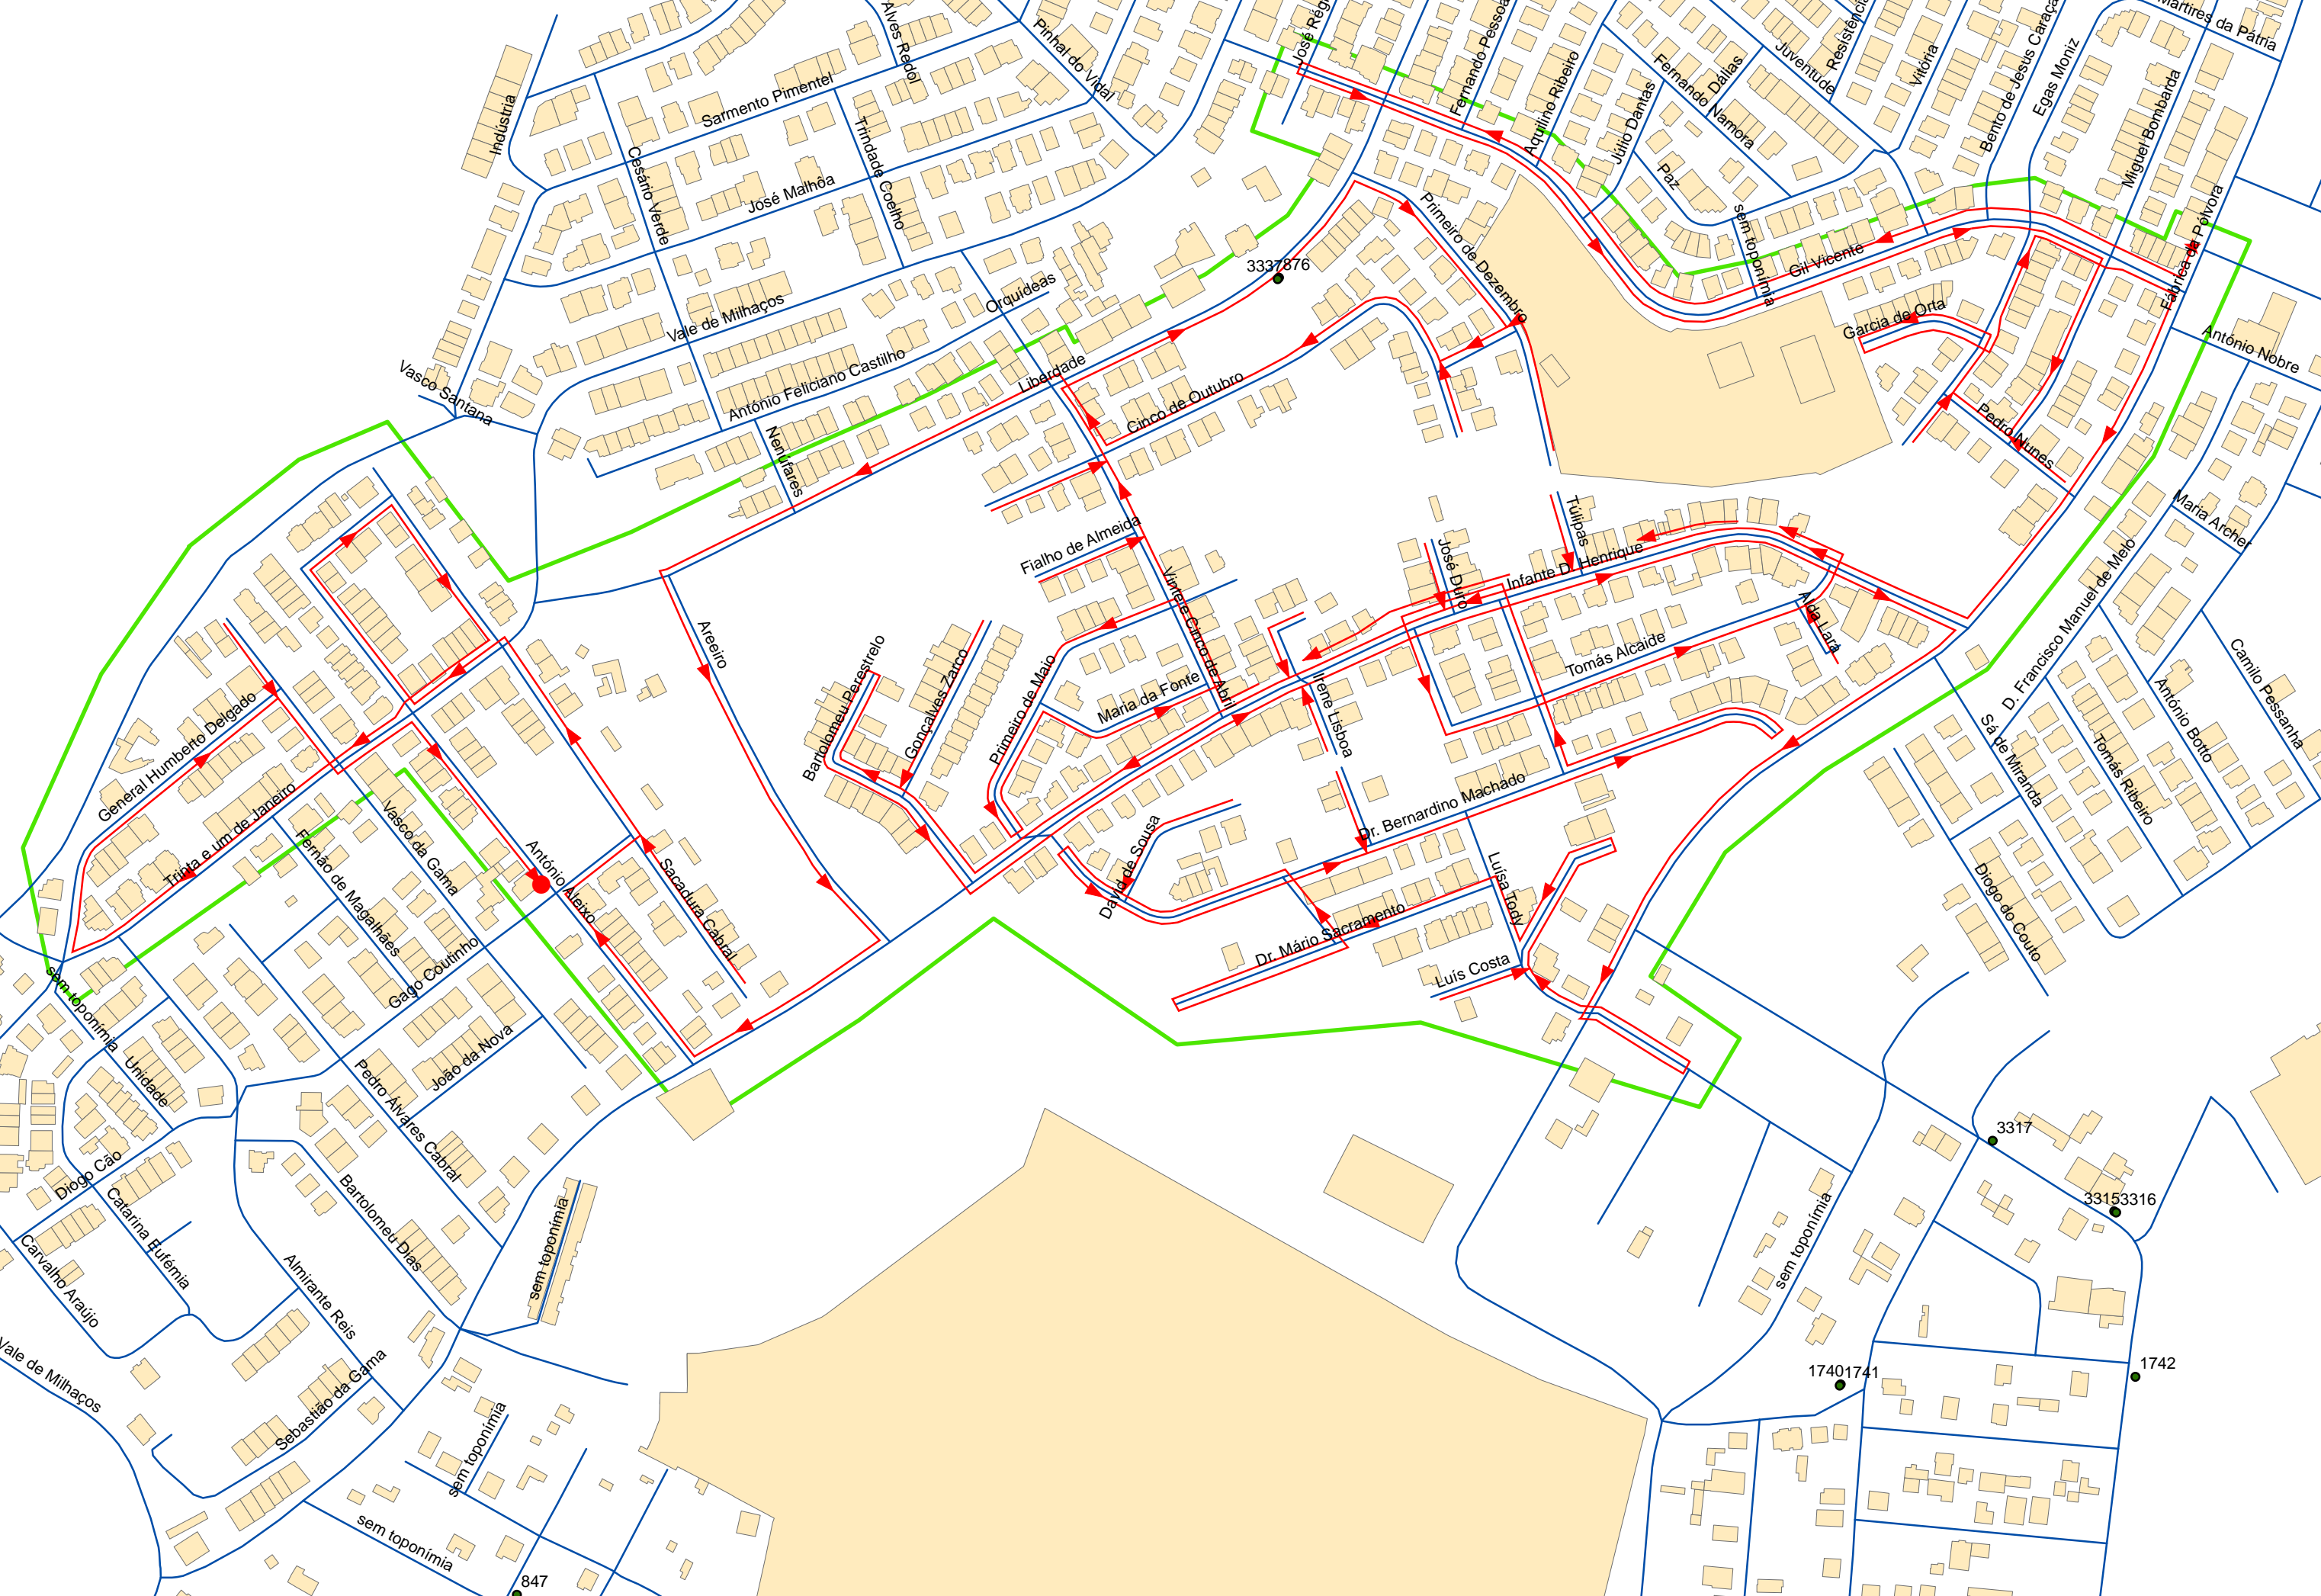 José Régi
Alves Redol
Pinhal do Vidal
Fernando Pessoa
Mártires da Pátria
Resistência
Juventude
Vitória
Bento de Jesus Caraça
Egas Moniz
Indústria
Sarmento Pimentel
Aquilino Ribeiro
Júlio Dantas
Fernando Namora
Dálias
Miguel Bombarda
Trindade Coelho
Cesário Verde
José Malhôa
Paz
Primeiro de Dezembro
sem toponímia
Gil Vicente
Fábrica da Pólvora
3337876
Orquídeas
Vale de Milhaços
Garcia de Orta
António Nobre
Vasco Santana
António Feliciano Castilho
Liberdade
Cinco de Outubro
Pedro Nunes
Nenúfares
Maria Archer
Fialho de Almeida
Túlipas
José Duro
Infante D. Henrique
D. Francisco Manuel de Melo
Vinte e Cinco de Abril
Areeiro
Alda Lara
Tomás Alcaide
Camilo Pessanha
Bartolomeu Perestrelo
Gonçalves Zarco
Primeiro de Maio
Maria da Fonte
Irene Lisboa
General Humberto Delgado
António Botto
Sá de Miranda
Tomás Ribeiro
Trinta e um de Janeiro
Vasco da Gama
Fernão de Magalhães
António Aleixo
Sacadura Cabral
David de Sousa
Dr. Bernardino Machado
Luísa Tody
Diogo do Couto
Dr. Mário Sacramento
Gago Coutinho
Luís Costa
sem toponímia
João da Nova
Unidade
Pedro Álvares Cabral
3317
Diogo Cão
Catarina Eufémia
Bartolomeu Dias
33153316
sem toponímia
sem toponímia
Carvalho Araújo
Almirante Reis
Vale de Milhaços
Sebastião da Gama
17401741
1742
sem toponímia
sem toponímia
847